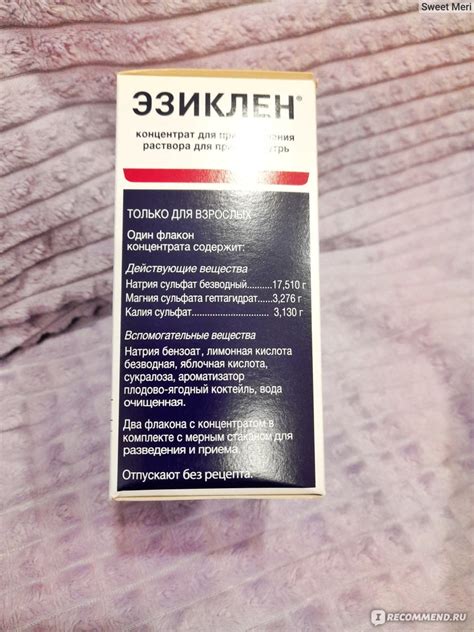 Sweet Meri
ЭЗИКЛЕН®
концентрат для
раствора для
ТОЛЬКО ДЛЯ ВЗРОСЛЫХ
Один флакон
концентрата содержит:
Действующие вещества
Натрия сульфат безводный..........17,510 г
Магния сульфата гептагидрат....3,276 г
Калия сульфат........................ 3,130 г
Вспомогательные вещества
Натрия бензоат, лимонная кислота
безводная, яблочная кислота,
сукралоза, ароматизатор
плодово-ягодный коктейль, вода
очищенная.
Два флакона с концентратом в
комплекте с мерным стаканом для
разведения и приема.
Отпускают без рецепта.
IRECOMMEND.RU